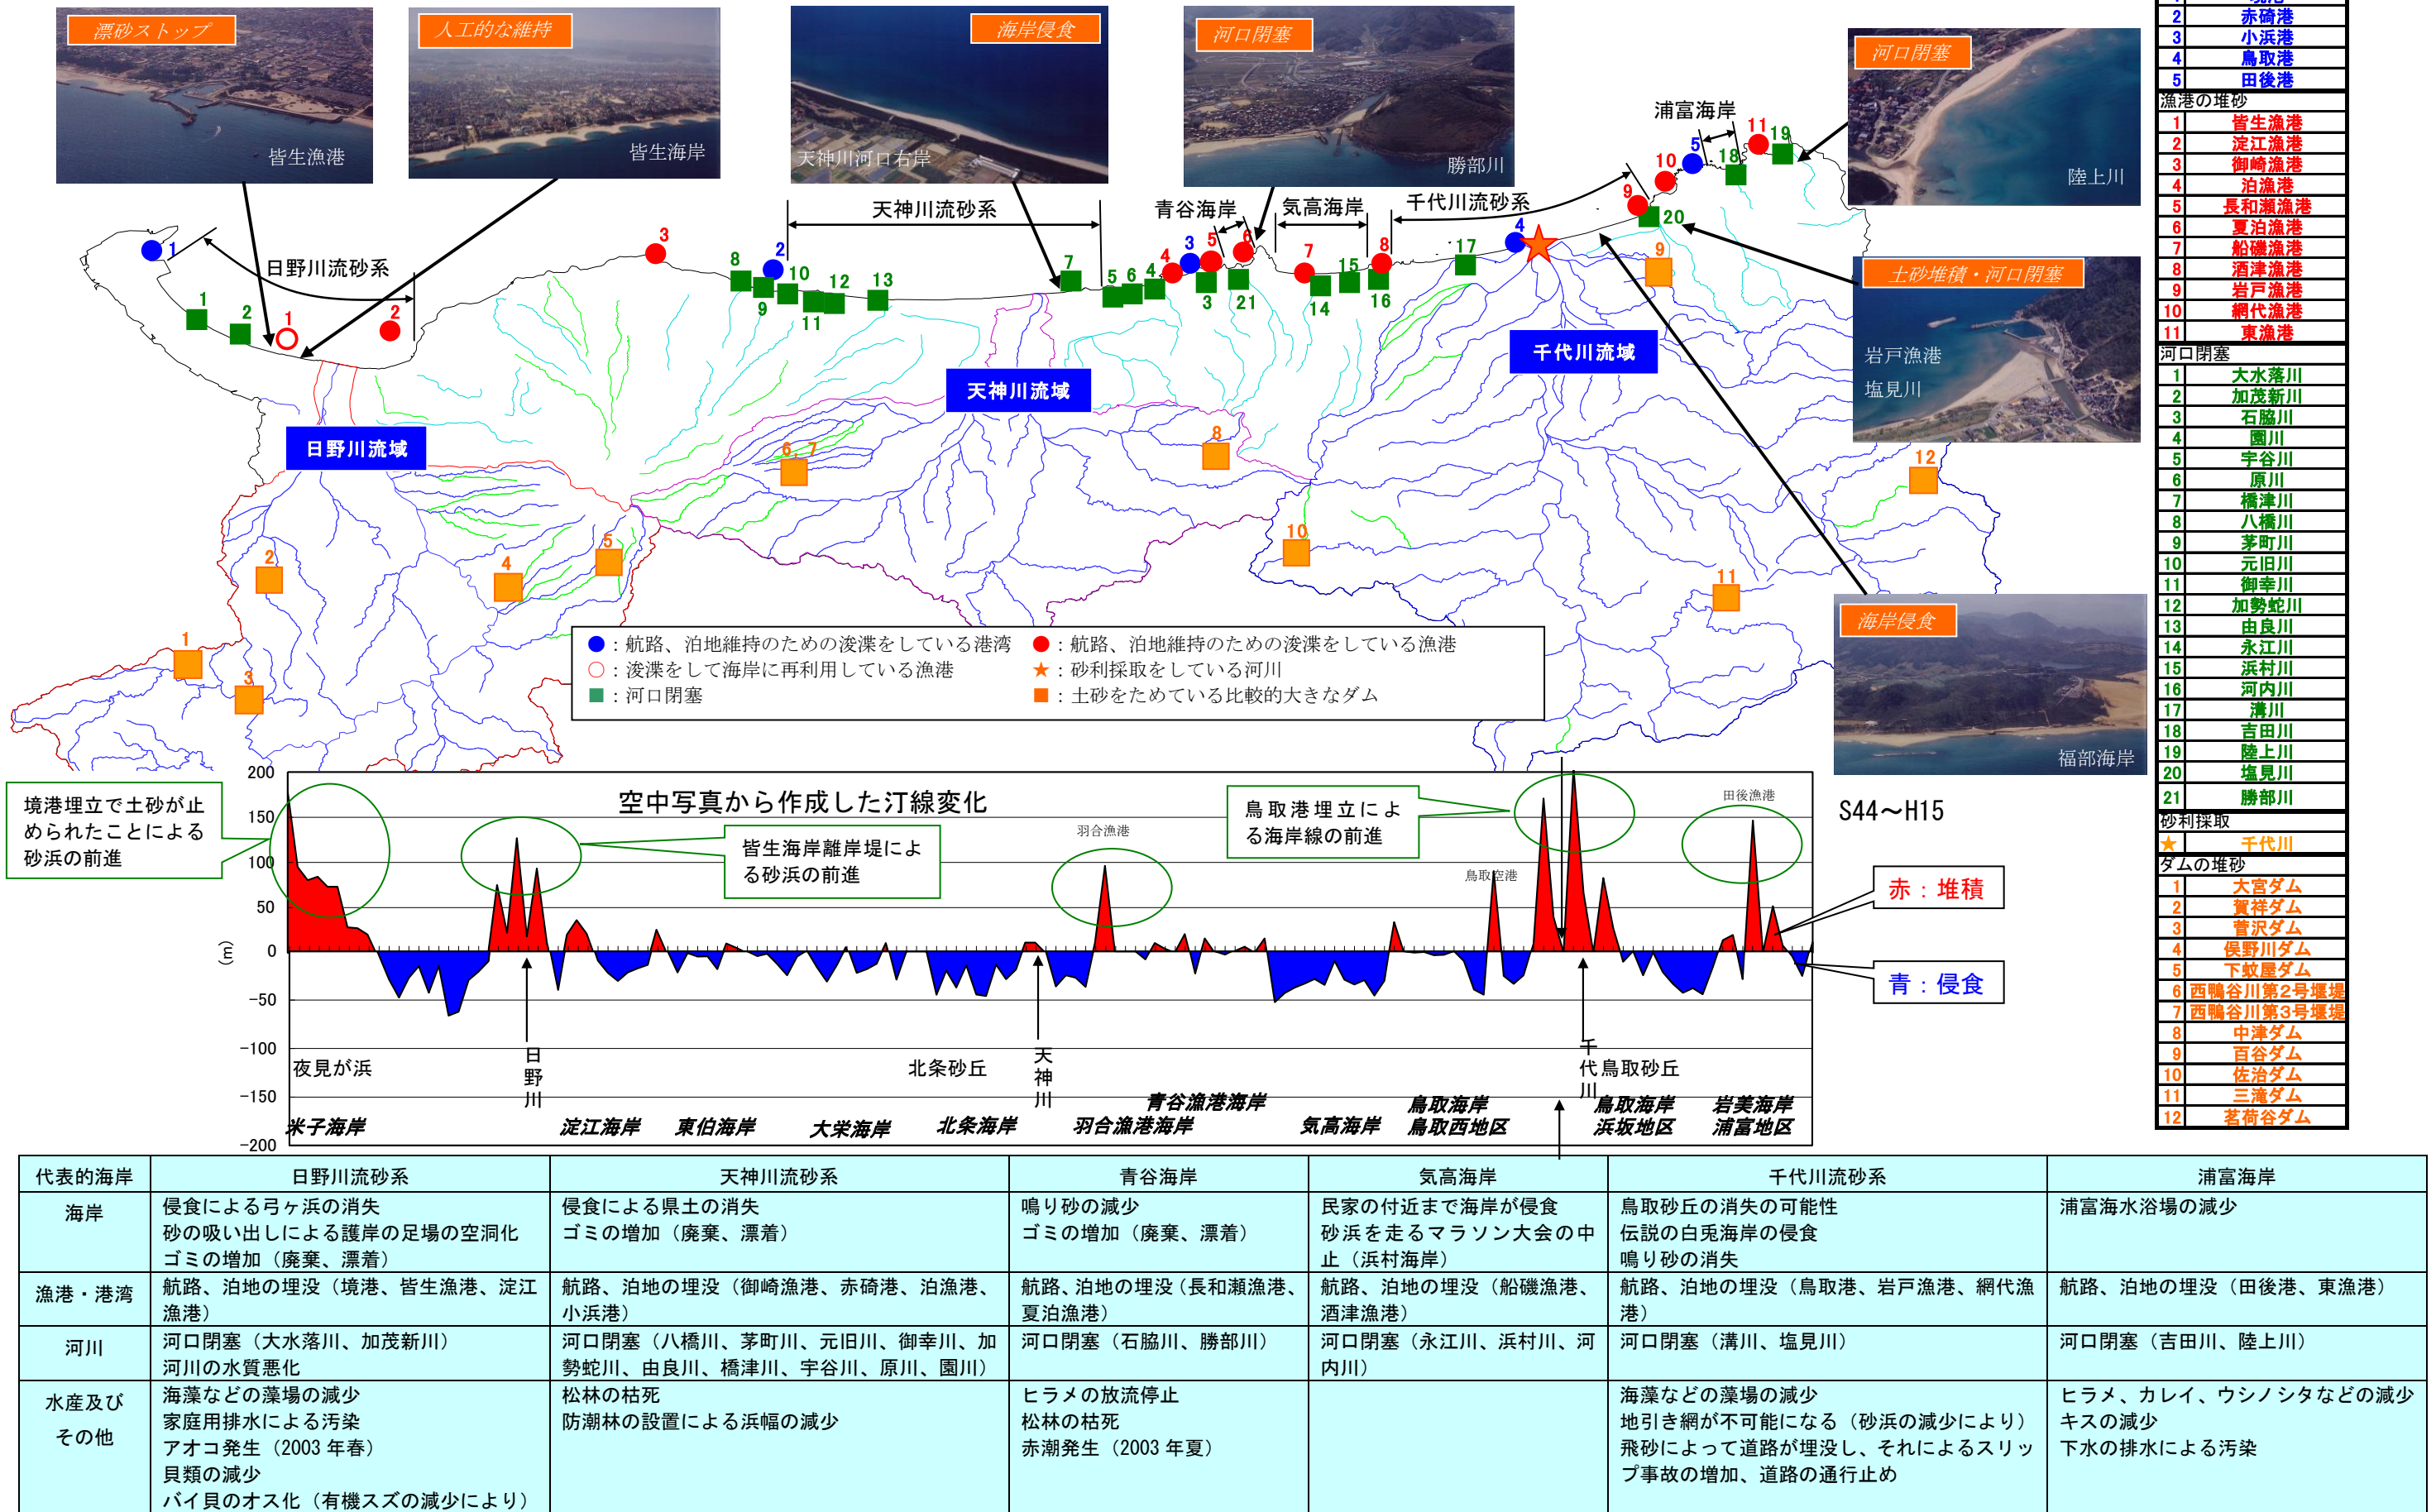 漂砂ストップ
皆生漁港
人工的な維持
皆生海岸
海岸侵食
天神川河口右岸
河口閉塞
勝部川
河口閉塞
陸上川
土砂堆積・河口閉塞
岩戸漁港
塩見川
海岸侵食
福部海岸
日野川流砂系
天神川流砂系
青谷海岸
気高海岸
千代川流砂系
浦富海岸
日野川流域
天神川流域
千代川流域
●：航路、泊地維持のための浚渫をしている港湾
●：航路、泊地維持のための浚渫をしている漁港
○：浚渫をして海岸に再利用している漁港
★：砂利採取をしている河川
■：河口閉塞
■：土砂をためている比較的大きなダム
2 赤碕港
3 小浜港
4 鳥取港
5 田後港
漁港の堆砂
1 皆生漁港
2 淀江漁港
3 御崎漁港
4 泊漁港
5 長和瀬漁港
6 夏泊漁港
7 船磯漁港
8 酒津漁港
9 岩戸漁港
10 網代漁港
11 東漁港
河口閉塞
1 大水落川
2 加茂新川
3 石脇川
4 園川
5 宇谷川
6 原川
7 橋津川
8 八橋川
9 茅町川
10 元旧川
11 御幸川
12 加勢蛇川
13 由良川
14 永江川
15 浜村川
16 河内川
17 溝川
18 吉田川
19 陸上川
20 塩見川
21 勝部川
砂利採取
★ 千代川
ダムの堆砂
1 大宮ダム
2 賀祥ダム
3 菅沢ダム
4 俣野川ダム
5 下蚊屋ダム
6 西鴨谷川第2号堰堤
7 西鴨谷川第3号堰堤
8 中津ダム
9 百谷ダム
10 佐治ダム
11 三滝ダム
12 茗荷谷ダム
空中写真から作成した汀線変化
S44～H15
境港埋立で土砂が止
められたことによる
砂浜の前進
皆生海岸離岸堤によ
る砂浜の前進
羽合漁港
鳥取港埋立によ
る海岸線の前進
鳥取空港
田後漁港
赤：堆積
青：侵食
200
150
100
50
0
-50
-100
-150
-200
(m)
夜見が浜
日野川
北条砂丘
天神川
千代川
鳥取砂丘
米子海岸
淀江海岸
東伯海岸
大栄海岸
北条海岸
青谷漁港海岸
羽合漁港海岸
気高海岸
鳥取海岸
鳥取西地区
鳥取海岸
浜坂地区
岩美海岸
浦富地区
代表的海岸 日野川流砂系 天神川流砂系 青谷海岸 気高海岸 千代川流砂系 浦富海岸
海岸
侵食による弓ヶ浜の消失
砂の吸い出しによる護岸の足場の空洞化
ゴミの増加（廃棄、漂着）
侵食による県土の消失
ゴミの増加（廃棄、漂着）
鳴り砂の減少
ゴミの増加（廃棄、漂着）
民家の付近まで海岸が侵食
砂浜を走るマラソン大会の中
止（浜村海岸）
鳥取砂丘の消失の可能性
伝説の白兎海岸の侵食
鳴り砂の消失
浦富海水浴場の減少
漁港・港湾
航路、泊地の埋没（境港、皆生漁港、淀江
漁港）
航路、泊地の埋没（御崎漁港、赤碕港、泊漁港、
小浜港）
航路、泊地の埋没（長和瀬漁港、
夏泊漁港）
航路、泊地の埋没（船磯漁港、
酒津漁港）
航路、泊地の埋没（鳥取港、岩戸漁港、網代漁
港）
航路、泊地の埋没（田後港、東漁港）
河川
河口閉塞（大水落川、加茂新川）
河川の水質悪化
河口閉塞（八橋川、茅町川、元旧川、御幸川、加
勢蛇川、由良川、橋津川、宇谷川、原川、園川）
河口閉塞（石脇川、勝部川）
河口閉塞（永江川、浜村川、河
内川）
河口閉塞（溝川、塩見川）
河口閉塞（吉田川、陸上川）
水産及び
その他
海藻などの藻場の減少
家庭用排水による汚染
アオコ発生（2003 年春）
貝類の減少
バイ貝のオス化（有機スズの減少により）
松林の枯死
防潮林の設置による浜幅の減少
ヒラメの放流停止
松林の枯死
赤潮発生（2003 年夏）
海藻などの藻場の減少
地引き網が不可能になる（砂浜の減少により）
飛砂によって道路が埋没し、それによるスリッ
プ事故の増加、道路の通行止め
ヒラメ、カレイ、ウシノシタなどの減少
キスの減少
下水の排水による汚染